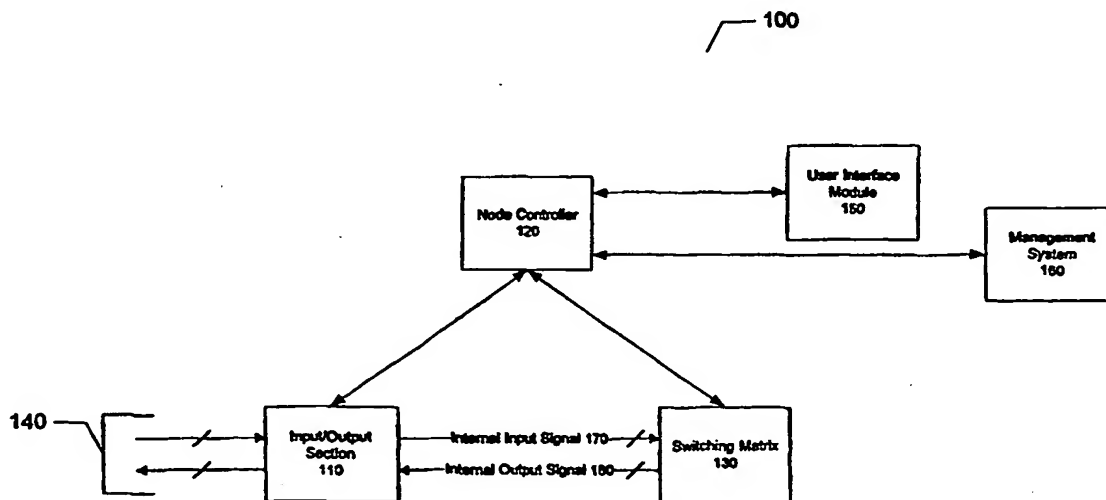 100
User Interface
Module
150
Node Controller
120
Management
System
160
140
Input/Output
Section
110
Internal Input Signal 170
Internal Output Signal 180
Switching Matrix
130